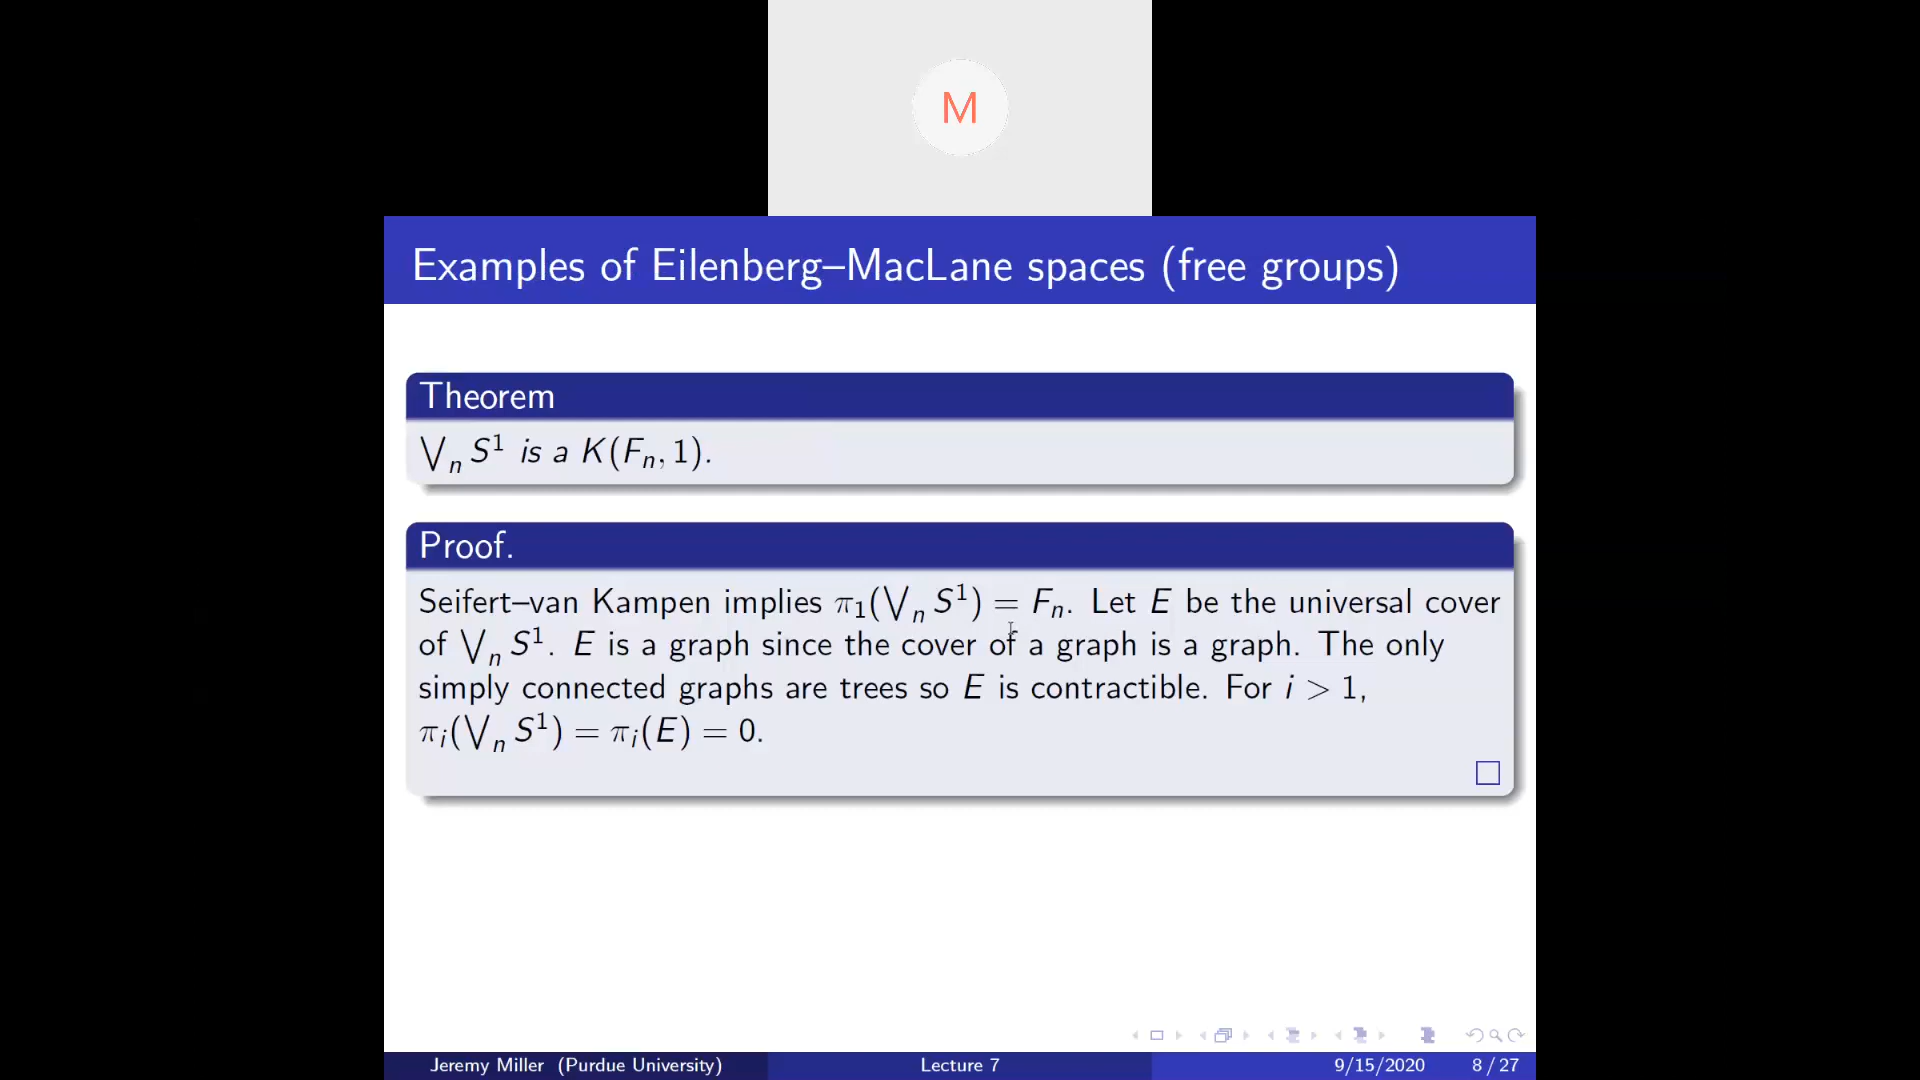 M
Examples of Eilenberg–MacLane spaces (free groups)
Theorem
⋁ₙ S¹ is a K(Fₙ, 1).
Proof.
Seifert–van Kampen implies π₁(⋁ₙ S¹) = Fₙ. Let E be the universal cover
of ⋁ₙ S¹. E is a graph since the cover of a graph is a graph. The only
simply connected graphs are trees so E is contractible. For i > 1,
πᵢ(⋁ₙ S¹) = πᵢ(E) = 0.
□
Jeremy Miller (Purdue University) Lecture 7 9/15/2020 8 / 27